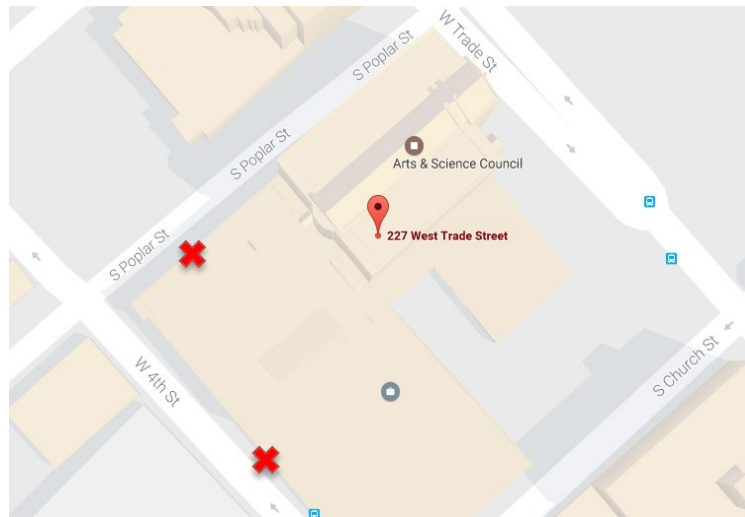 S Poplar St
W Trade St
S Poplar St
Arts & Science Council
227 West Trade Street
S Poplar St
S Church St
W 4th St